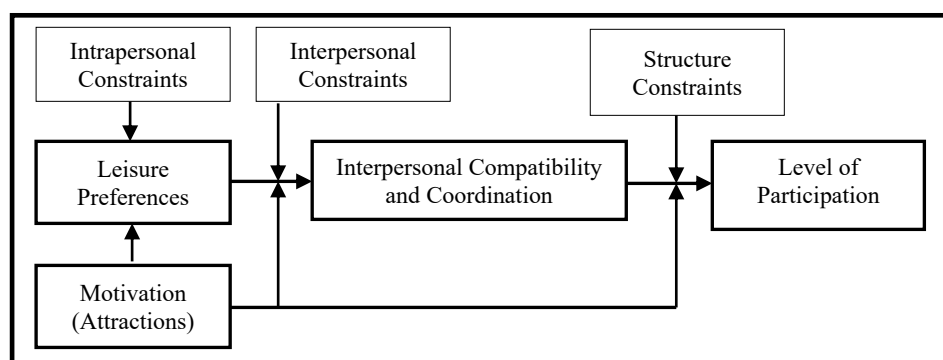 Intrapersonal
Constraints
Interpersonal
Constraints
Structure
Constraints
Leisure
Preferences
Interpersonal Compatibility
and Coordination
Level of
Participation
Motivation
(Attractions)